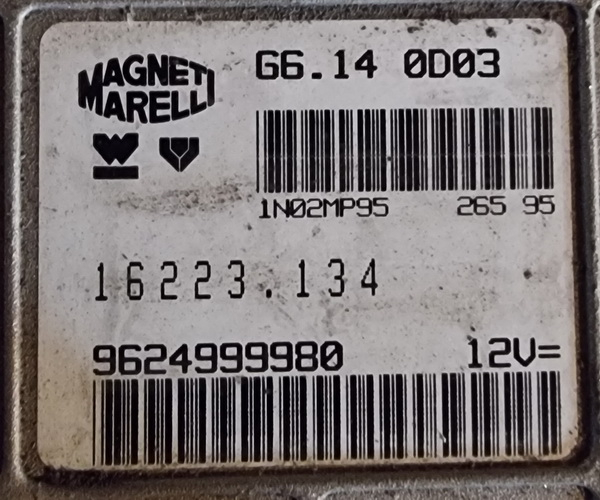 MAGNETI
MARELLI
G6.14 0D03
W
1N02MP95 265 95
16223.134
9624999980 12V=